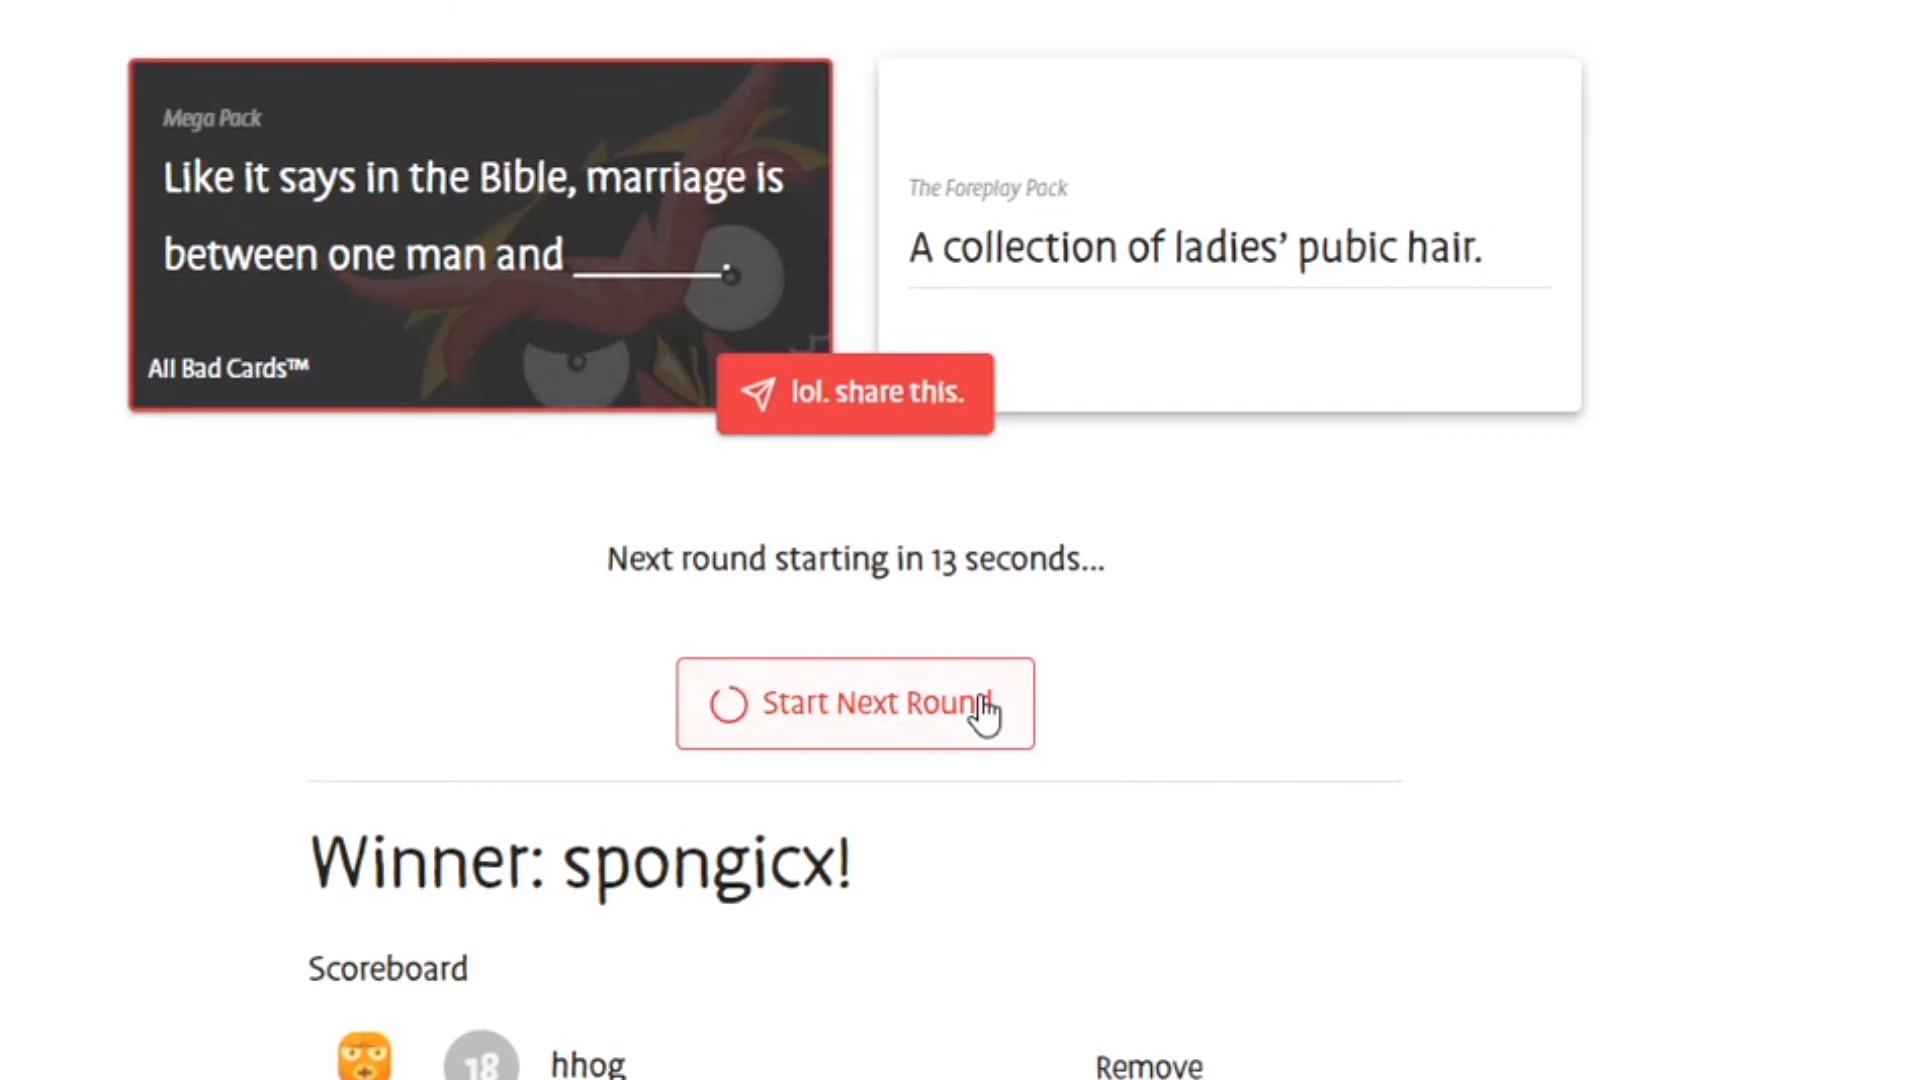 Mega Pack
Like it says in the Bible, marriage is
between one man and ______.
All Bad Cards™
The Foreplay Pack
A collection of ladies’ pubic hair.
lol. share this.
Next round starting in 13 seconds...
Start Next Round
Winner: spongicx!
Scoreboard
18 hhog Remove